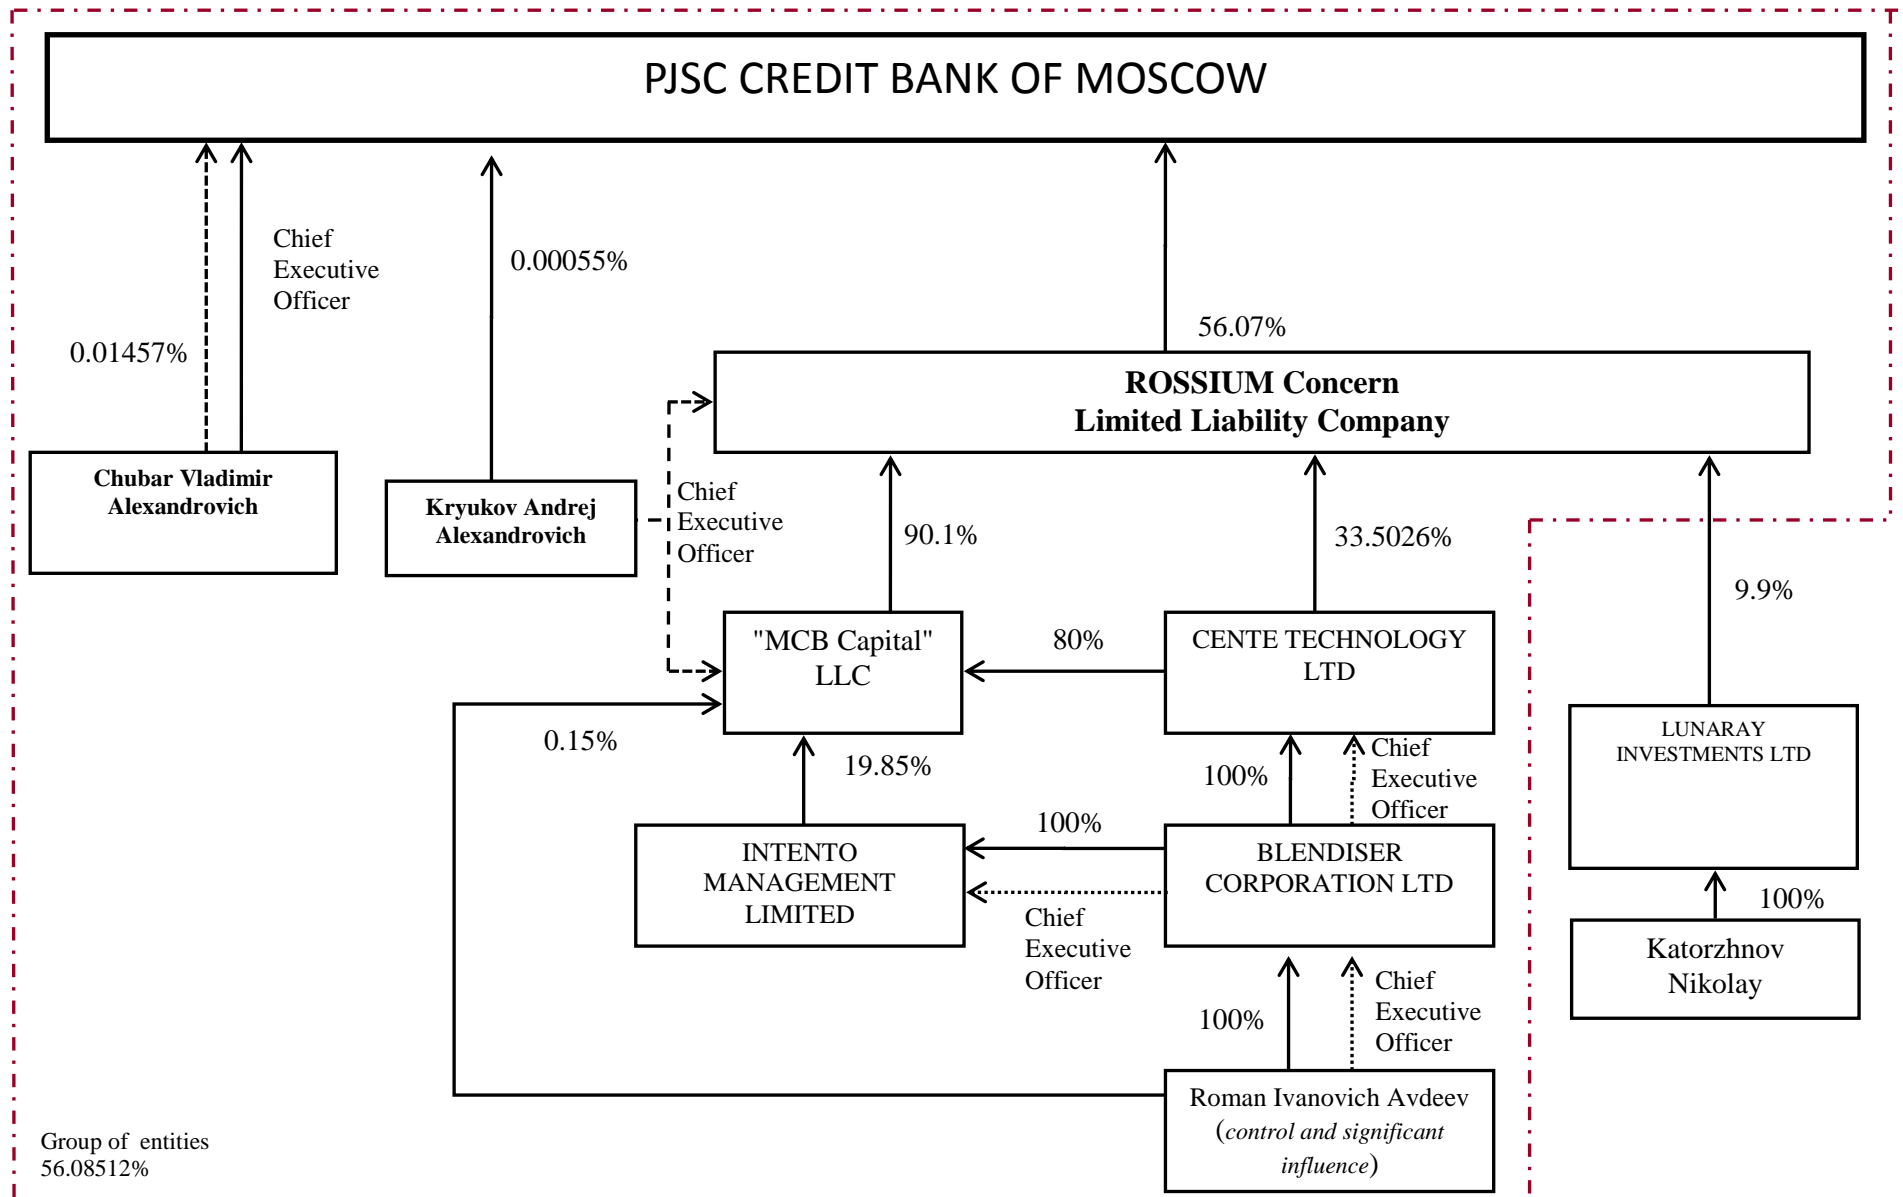 PJSC CREDIT BANK OF MOSCOW
Chief
Executive
Officer
0.00055%
0.01457%
56.07%
ROSSIUM Concern
Limited Liability Company
Chubar Vladimir
Alexandrovich
Kryukov Andrej
Alexandrovich
Chief
Executive
Officer
90.1%
33.5026%
9.9%
"MCB Capital"
LLC
80%
CENTE TECHNOLOGY
LTD
0.15%
19.85%
100%
Chief
Executive
Officer
LUNARAY
INVESTMENTS LTD
INTENTO
MANAGEMENT
LIMITED
100%
Chief
Executive
Officer
BLENDISER
CORPORATION LTD
100%
Katorzhnov
Nikolay
100%
Chief
Executive
Officer
Roman Ivanovich Avdeev
(control and significant
influence)
Group of entities
56.08512%